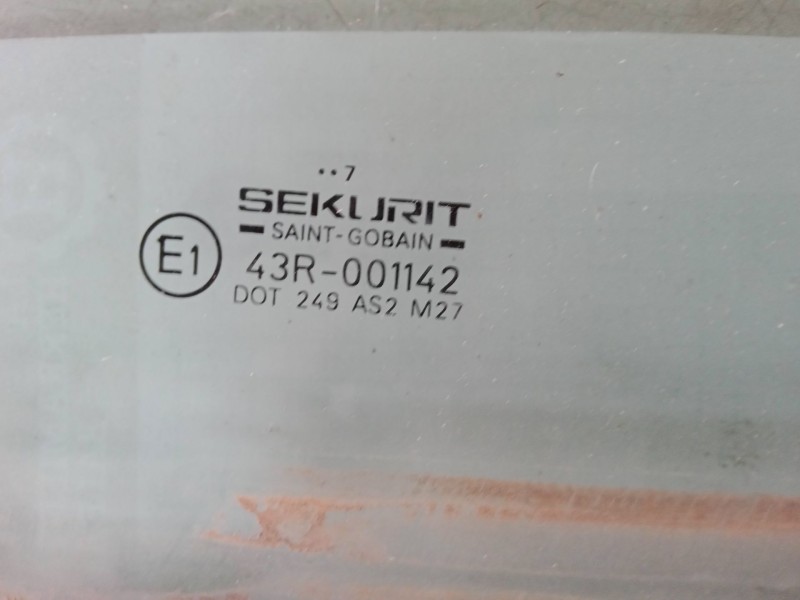 ··7
SEKURIT
SAINT-GOBAIN
E1
43R-001142
DOT 249 AS2 M27